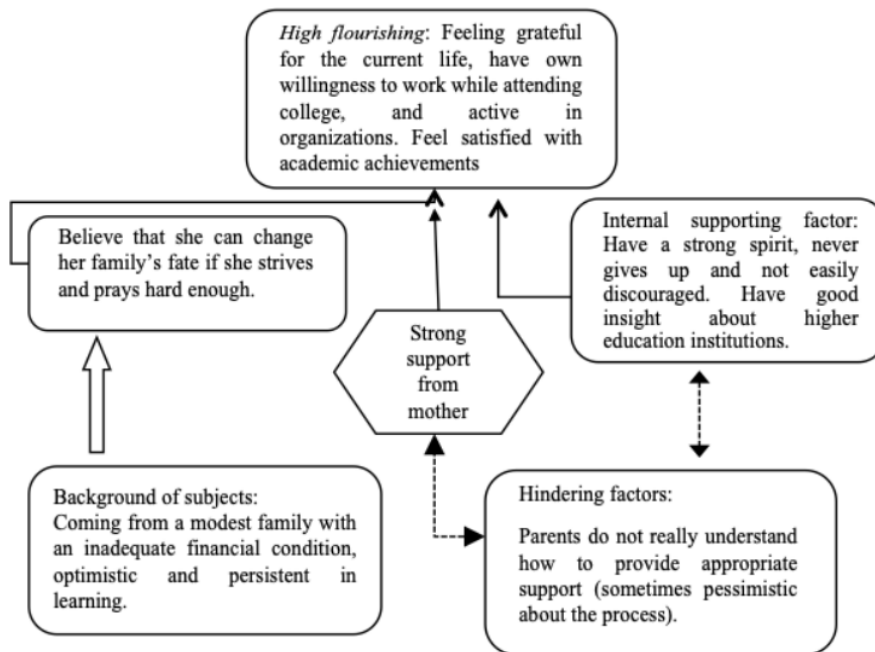 High flourishing: Feeling grateful
for the current life, have own
willingness to work while attending
college, and active in
organizations. Feel satisfied with
academic achievements
Believe that she can change
her family's fate if she strives
and prays hard enough.
Internal supporting factor:
Have a strong spirit, never
gives up and not easily
discouraged. Have good
insight about higher
education institutions.
Strong
support
from
mother
Background of subjects:
Coming from a modest family with
an inadequate financial condition,
optimistic and persistent in
learning.
Hindering factors:
Parents do not really understand
how to provide appropriate
support (sometimes pessimistic
about the process).